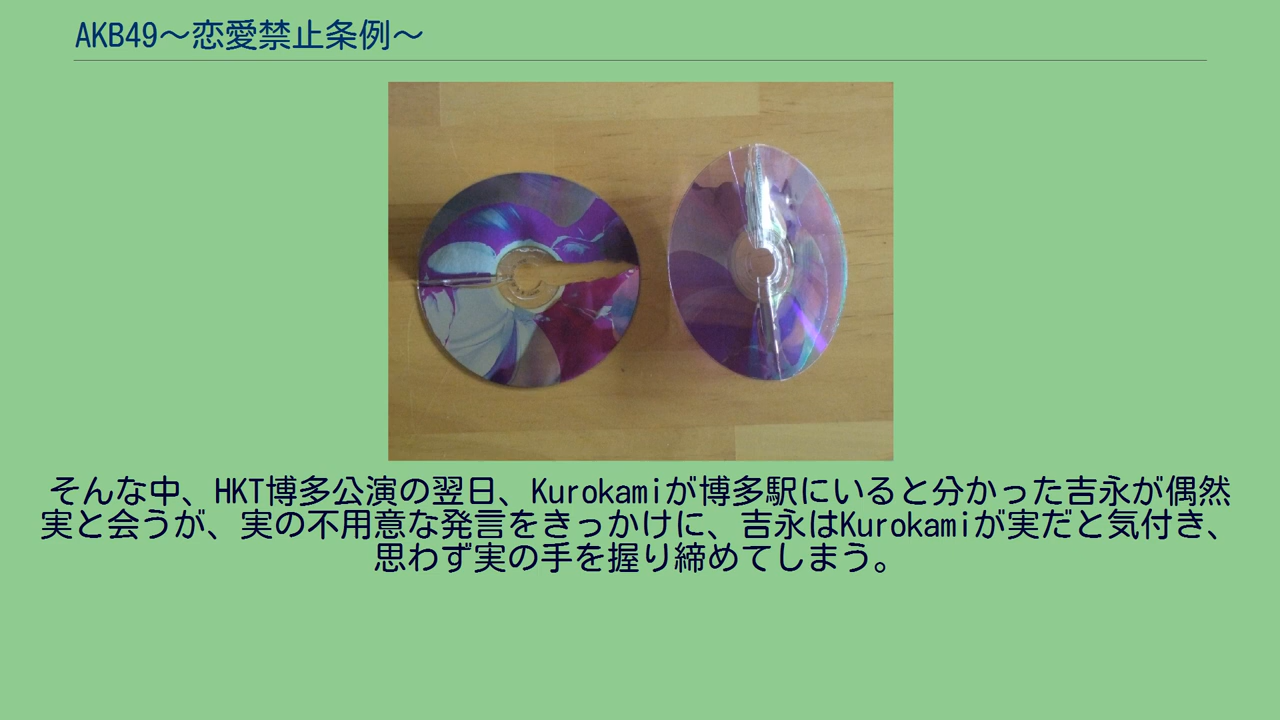 AKB49～恋愛禁止条例～
そんな中、HKT博多公演の翌日、Kurokamiが博多駅にいると分かった吉永が偶然
実と会うが、実の不用意な発言をきっかけに、吉永はKurokamiが実だと気付き、
思わず実の手を握り締めてしまう。